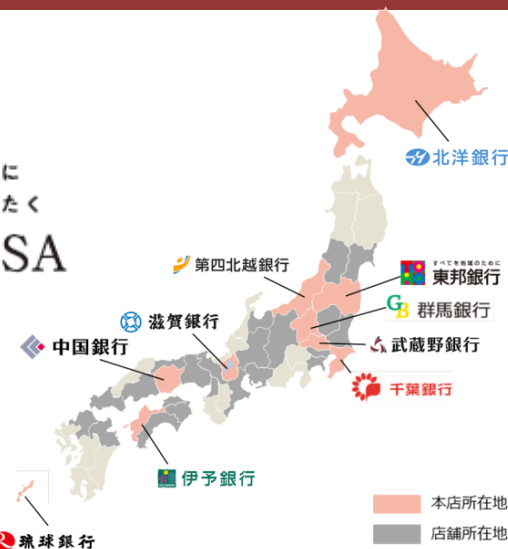 に
たく
SA
北洋銀行
第四北越銀行
すべてを地域のために
東邦銀行
GB 群馬銀行
滋賀銀行
中国銀行
武蔵野銀行
千葉銀行
伊予銀行
琉球銀行
本店所在地
店舗所在地